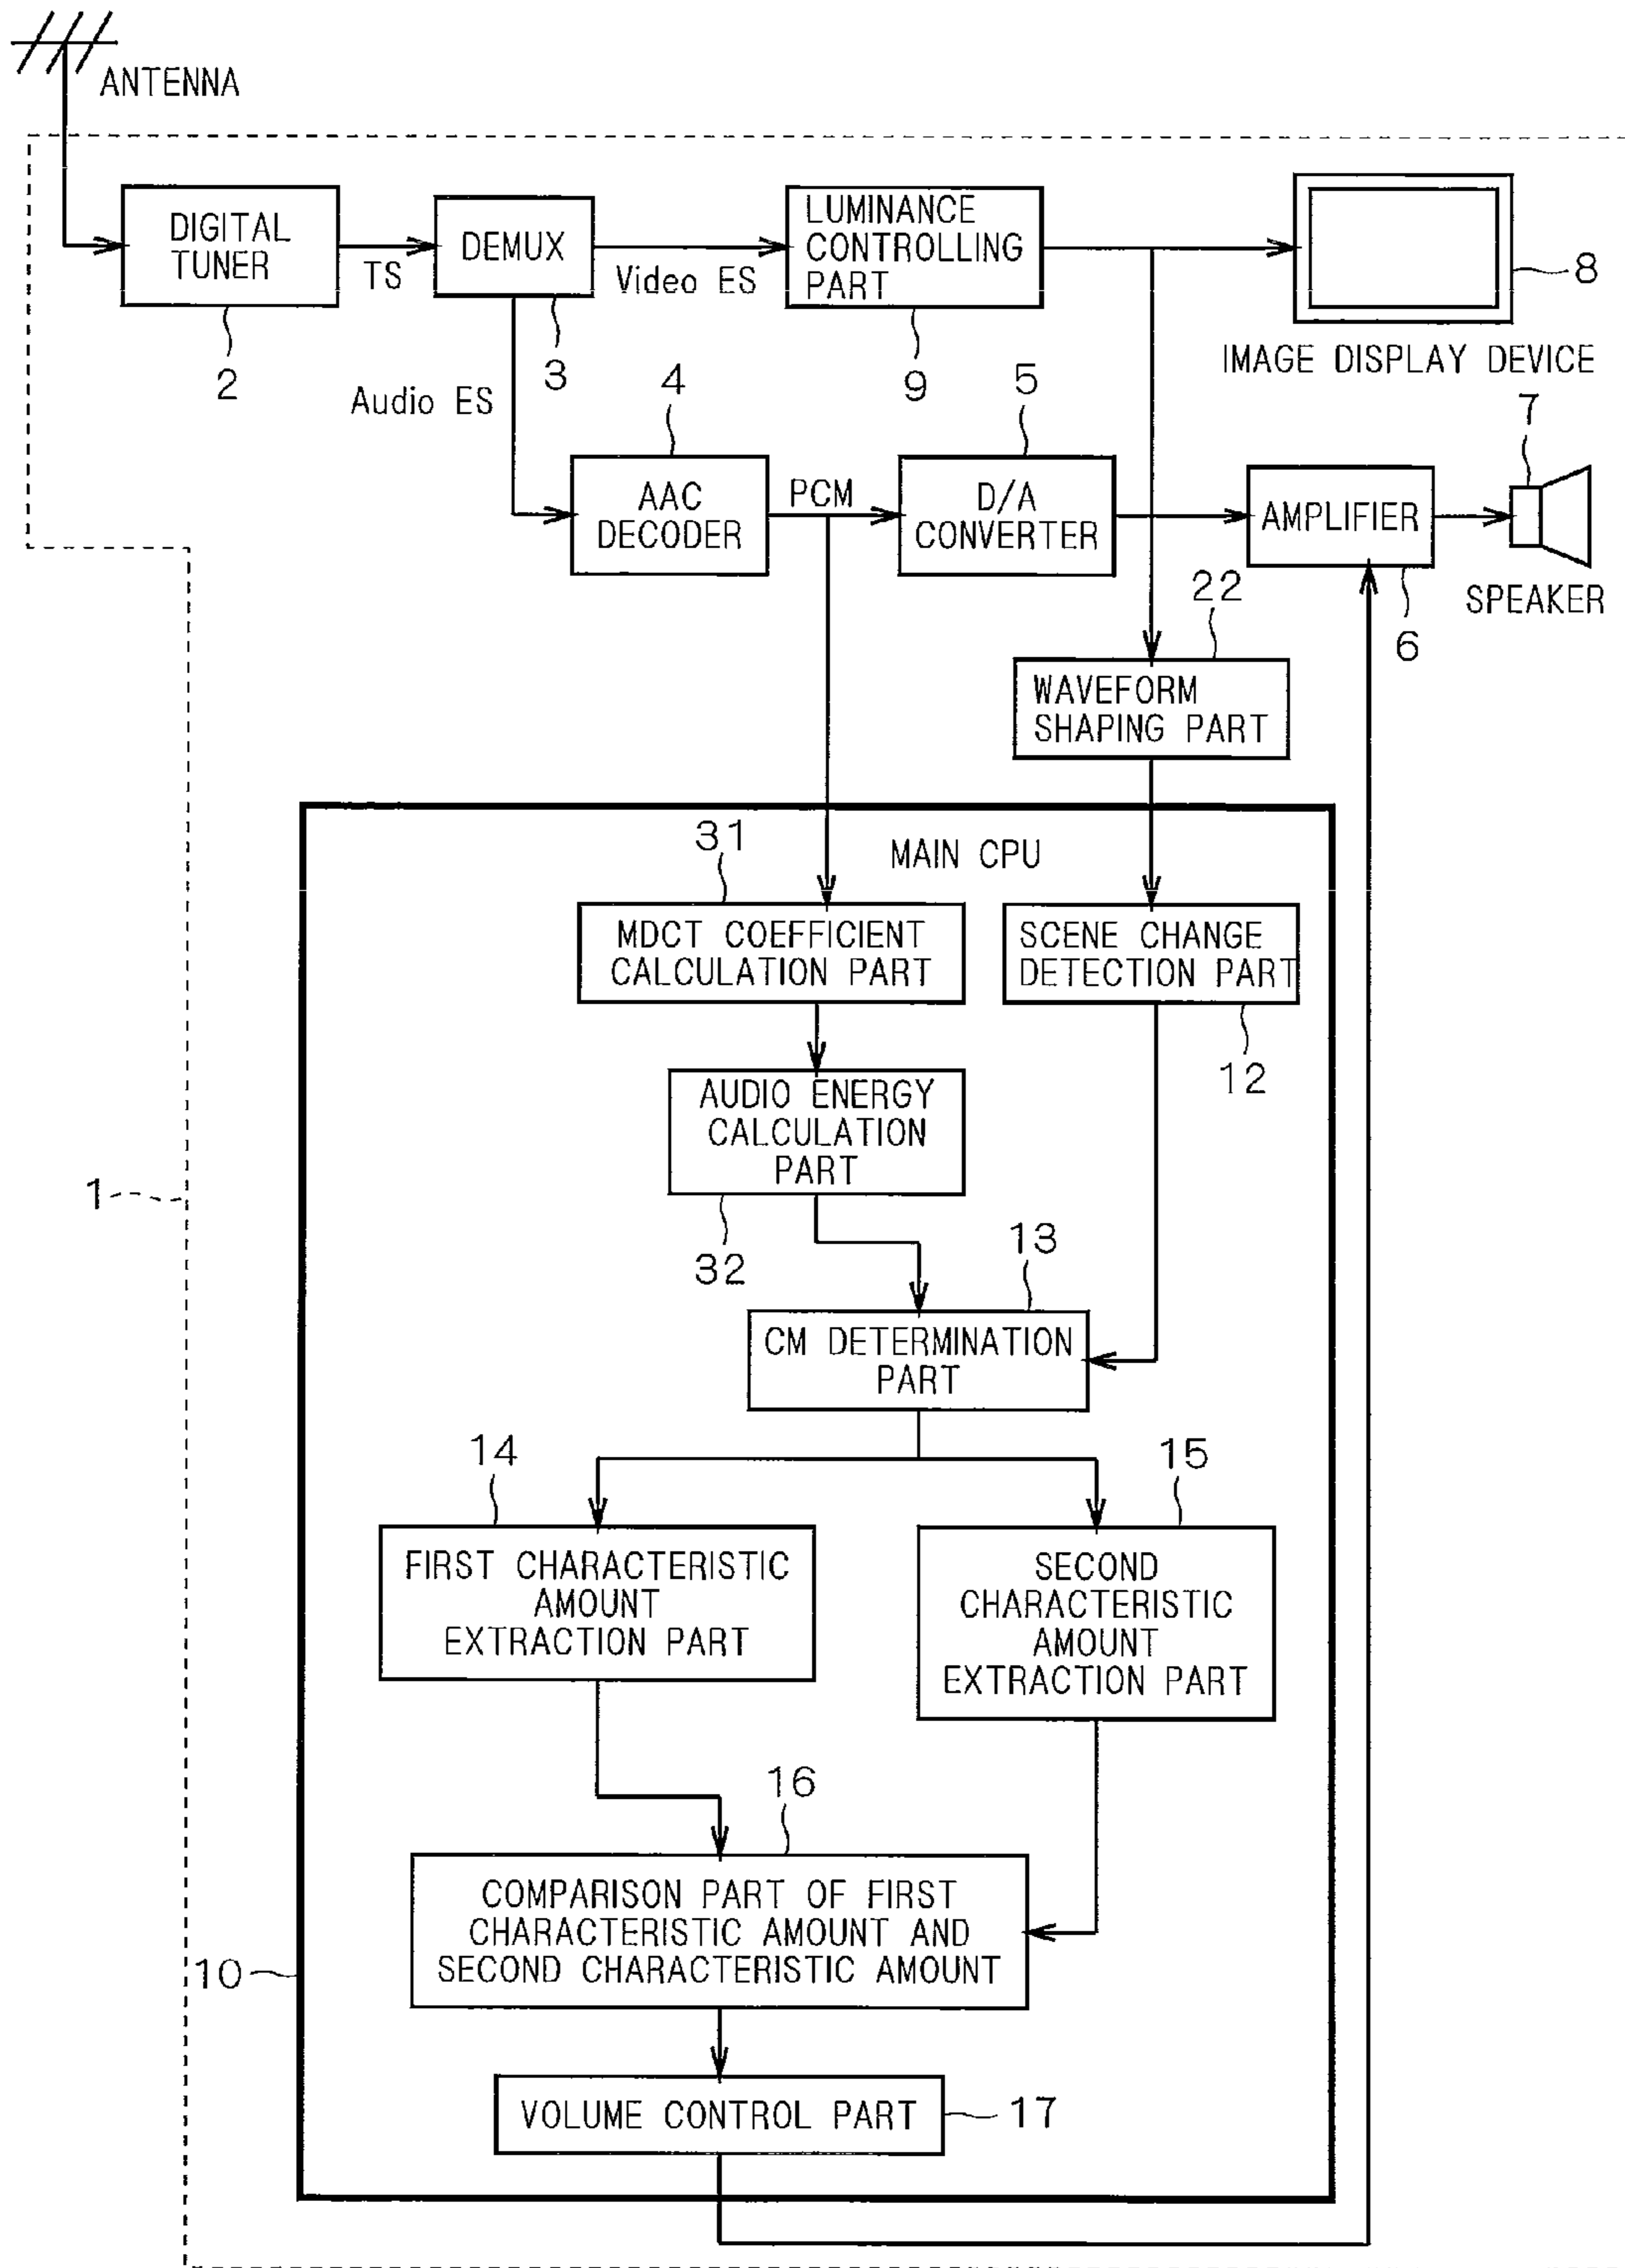 ANTENNA
DIGITAL
TUNER
2
TS
DEMUX
3
Video ES
LUMINANCE
CONTROLLING
PART
9
8
IMAGE DISPLAY DEVICE
Audio ES
4
AAC
DECODER
PCM
5
D/A
CONVERTER
AMPLIFIER
6
7
SPEAKER
22
WAVEFORM
SHAPING PART
MAIN CPU
31
MDCT COEFFICIENT
CALCULATION PART
SCENE CHANGE
DETECTION PART
12
AUDIO ENERGY
CALCULATION
PART
32
1
13
CM DETERMINATION
PART
14
FIRST CHARACTERISTIC
AMOUNT
EXTRACTION PART
15
SECOND
CHARACTERISTIC
AMOUNT
EXTRACTION PART
16
COMPARISON PART OF FIRST
CHARACTERISTIC AMOUNT AND
SECOND CHARACTERISTIC AMOUNT
10
VOLUME CONTROL PART
17